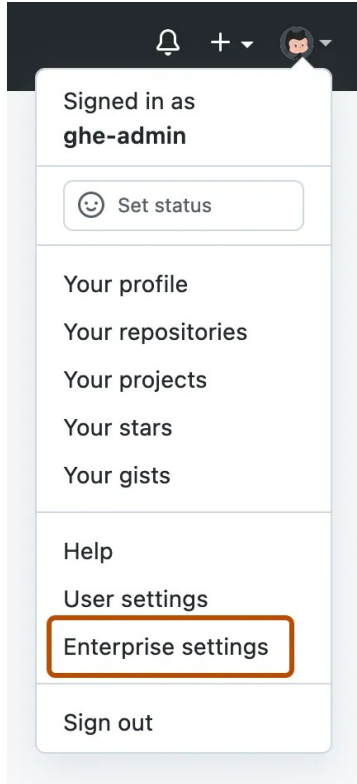 Signed in as
ghe-admin
Set status
Your profile
Your repositories
Your projects
Your stars
Your gists
Help
User settings
Enterprise settings
Sign out